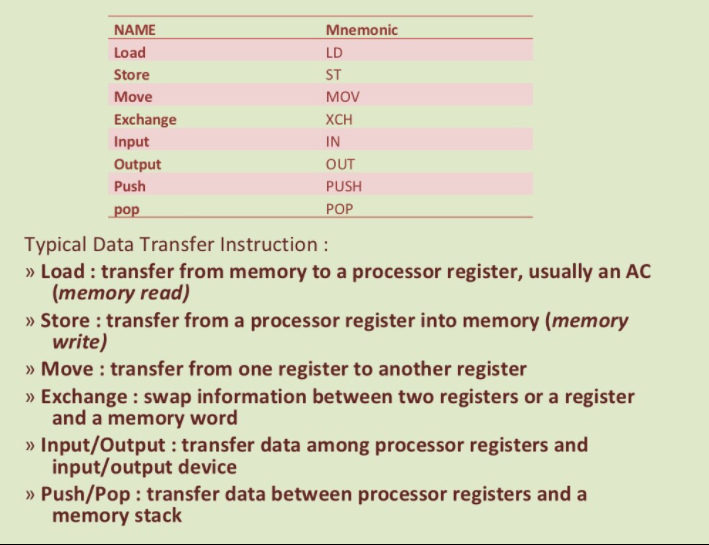 NAME Mnemonic
Load LD
Store ST
Move MOV
Exchange XCH
Input IN
Output OUT
Push PUSH
pop POP
Typical Data Transfer Instruction :
» Load : transfer from memory to a processor register, usually an AC
(memory read)
» Store : transfer from a processor register into memory (memory
write)
» Move : transfer from one register to another register
» Exchange : swap information between two registers or a register
and a memory word
» Input/Output : transfer data among processor registers and
input/output device
» Push/Pop : transfer data between processor registers and a
memory stack